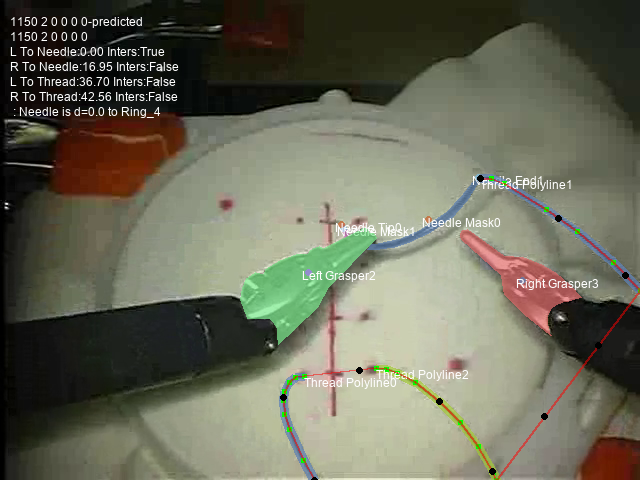 1150 2 0 0 0 0-predicted
1150 2 0 0 0 0
L To Needle:0.00 Inters:True
R To Needle:16.95 Inters:False
L To Thread:36.70 Inters:False
R To Thread:42.56 Inters:False
: Needle is d=0.0 to Ring_4
Thread Polyline1
Needle Mask0
Needle Tip0
Needle Mask1
Left Grasper2
Right Grasper3
Thread Polyline0
Thread Polyline2